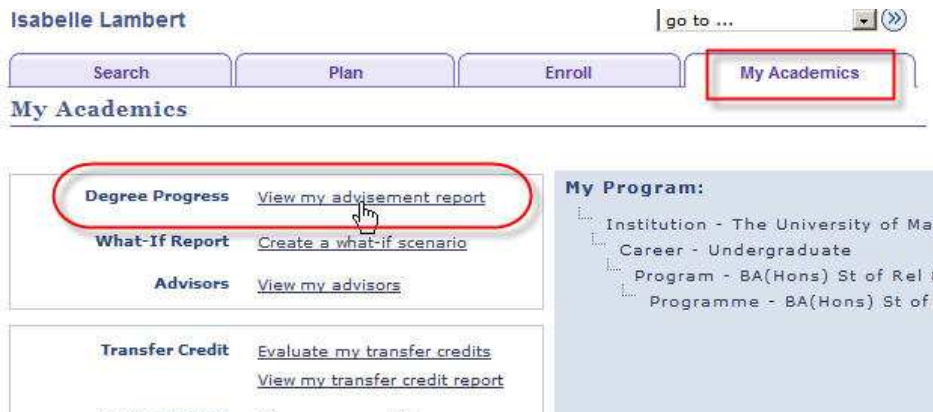 Isabelle Lambert
go to ...
Search Plan Enroll My Academics
My Academics
Degree Progress View my advisement report
What-If Report Create a what-if scenario
Advisors View my advisors
Transfer Credit Evaluate my transfer credits
View my transfer credit report
My Program:
Institution - The University of Ma
Career - Undergraduate
Program - BA(Hons) St of Rel
Programme - BA(Hons) St of